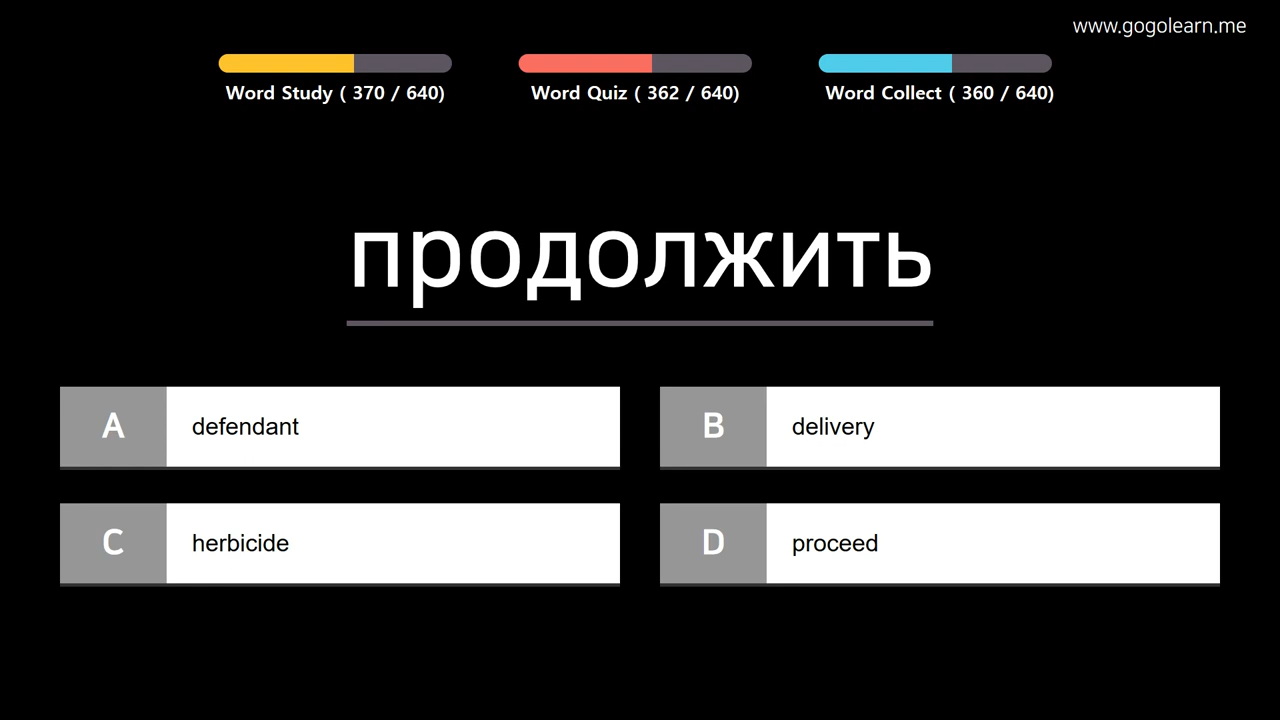 www.gogolearn.me
Word Study ( 370 / 640)
Word Quiz ( 362 / 640)
Word Collect ( 360 / 640)
продолжить
A defendant
B delivery
C herbicide
D proceed